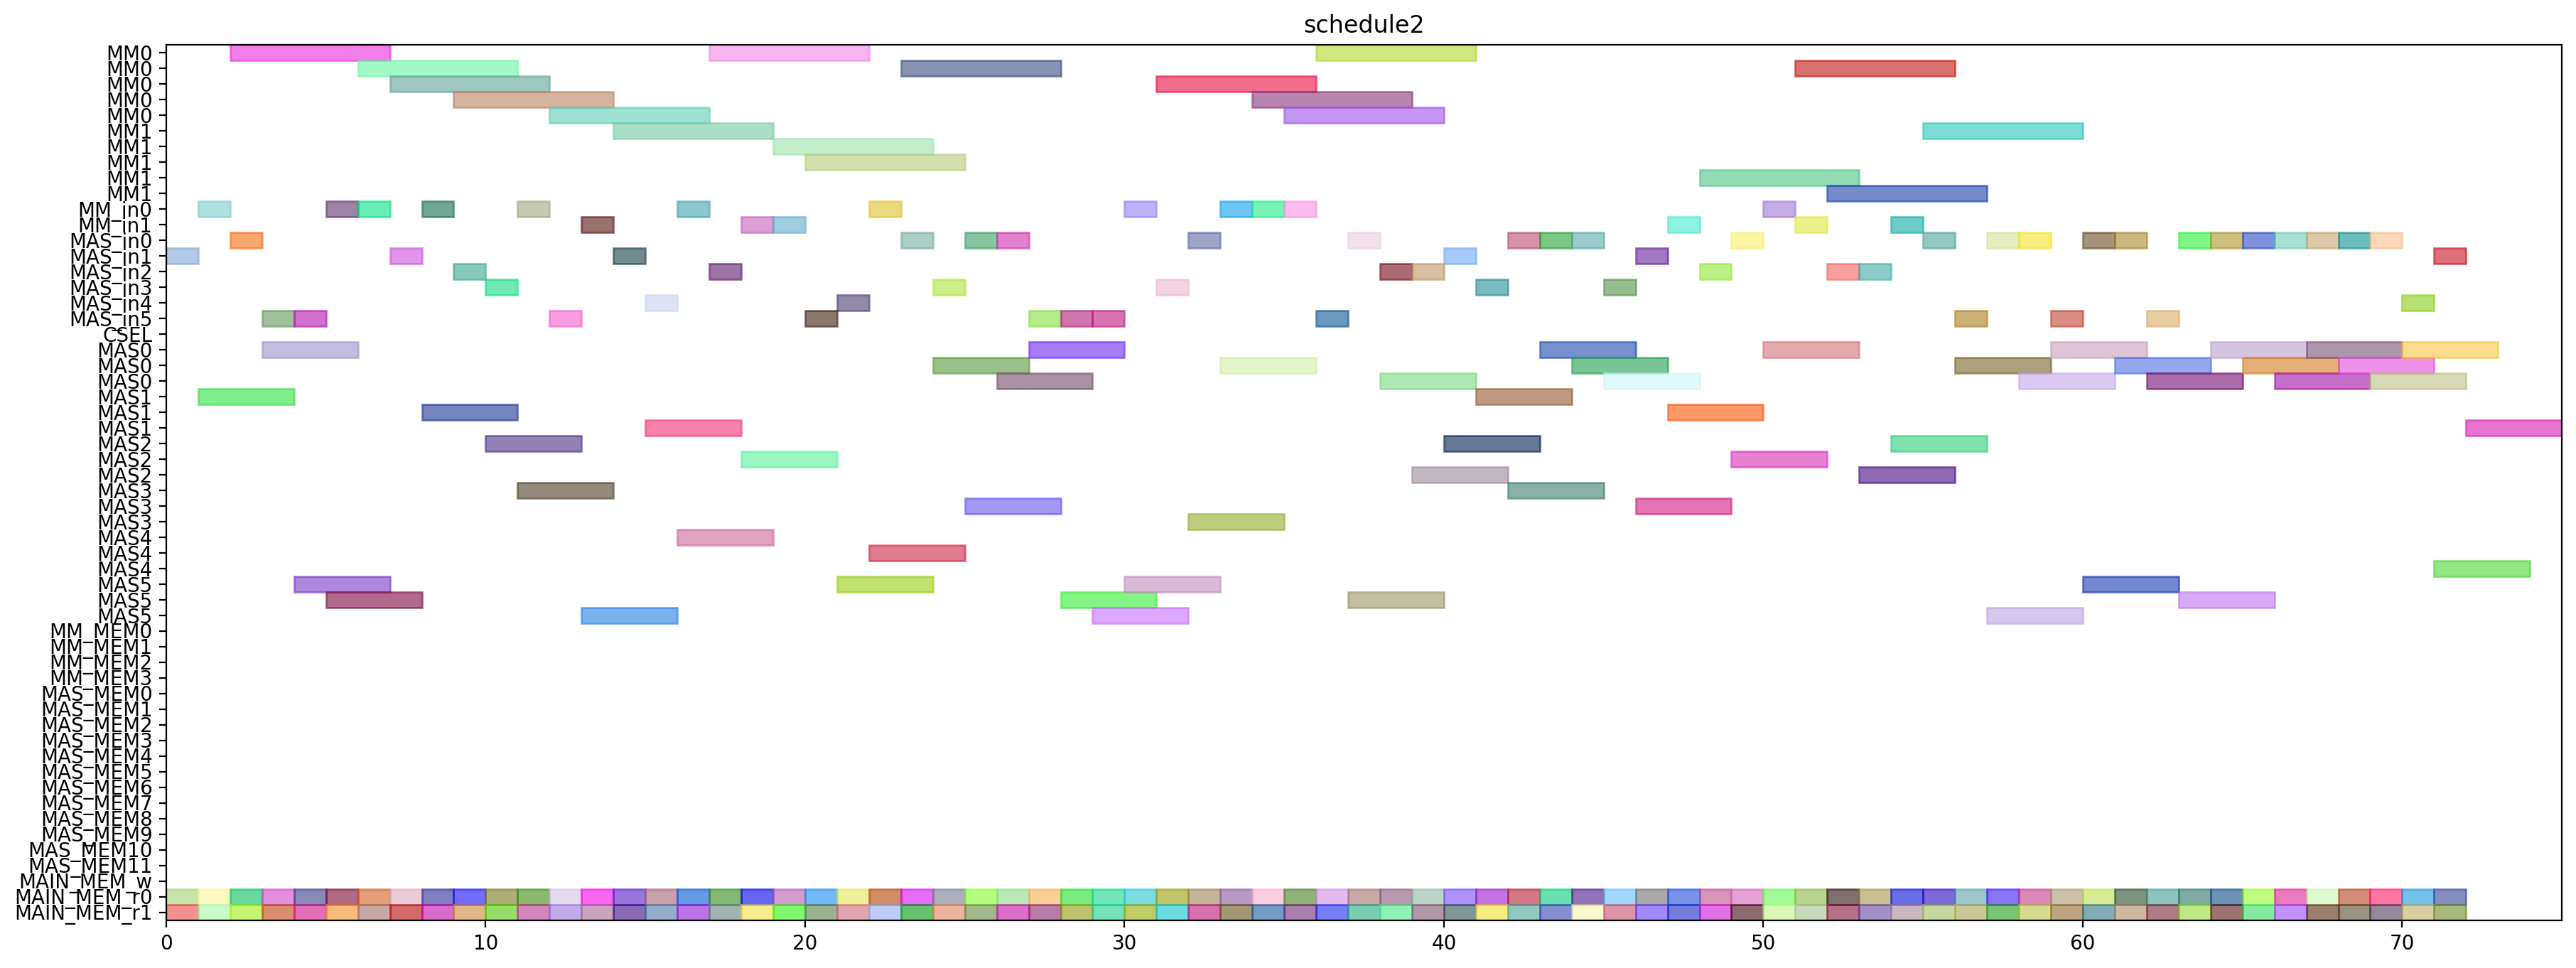 schedule2
MM0
MM0
MM0
MM0
MM0
MM1
MM1
MM1
MM1
MM1
MM_in0
MM_in1
MAS_in0
MAS_in1
MAS_in2
MAS_in3
MAS_in4
MAS_in5
CSEL
MAS0
MAS0
MAS0
MAS1
MAS1
MAS1
MAS2
MAS2
MAS2
MAS3
MAS3
MAS3
MAS4
MAS4
MAS4
MAS5
MAS5
MAS5
MM_MEM0
MM_MEM1
MM_MEM2
MM_MEM3
MAS_MEM0
MAS_MEM1
MAS_MEM2
MAS_MEM3
MAS_MEM4
MAS_MEM5
MAS_MEM6
MAS_MEM7
MAS_MEM8
MAS_MEM9
MAS_MEM10
MAS_MEM11
MAIN_MEM_w
MAIN_MEM_r0
MAIN_MEM_r1
0 10 20 30 40 50 60 70